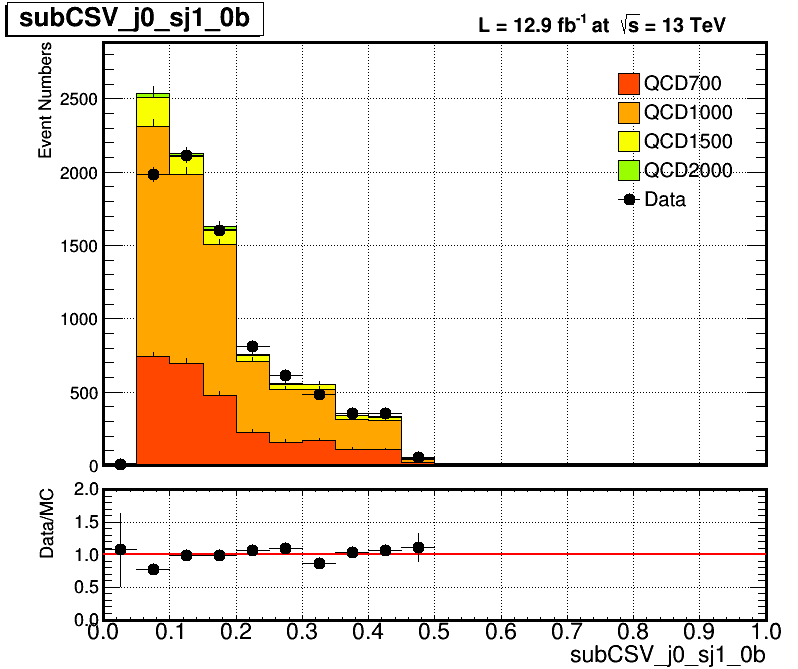 subCSV_j0_sj1_0b
L = 12.9 fb⁻¹ at √s = 13 TeV
Event Numbers
2500
2000
1500
1000
500
0
QCD700
QCD1000
QCD1500
QCD2000
Data
Data/MC
2.0
1.5
1.0
0.5
0.0
0.0 0.1 0.2 0.3 0.4 0.5 0.6 0.7 0.8 0.9 1.0
subCSV_j0_sj1_0b